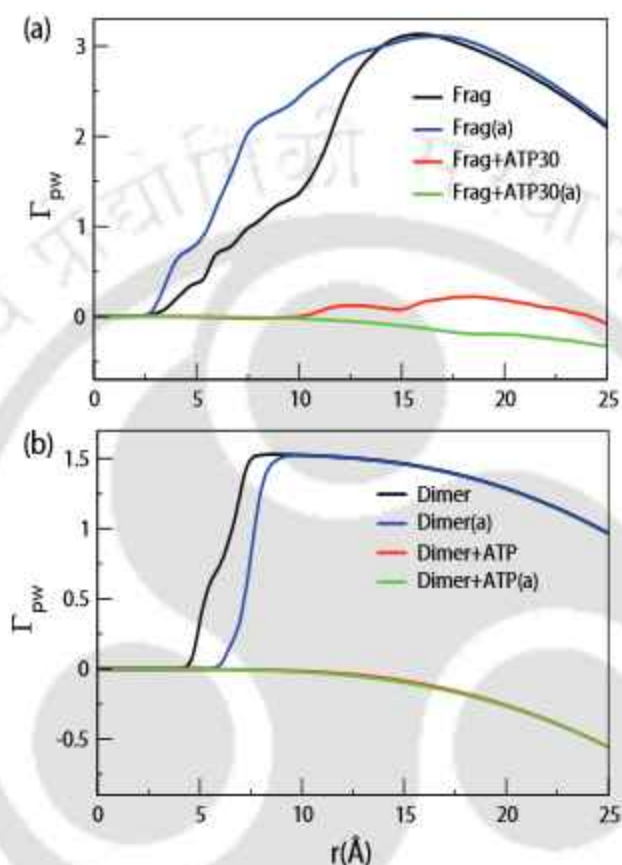 (a)
3
2
1
0
Γpw
Frag
Frag(a)
Frag+ATP30
Frag+ATP30(a)
0 5 10 15 20 25
(b)
1.5
1
0.5
0
-0.5
Γpw
Dimer
Dimer(a)
Dimer+ATP
Dimer+ATP(a)
0 5 10 15 20 25
r(Å)